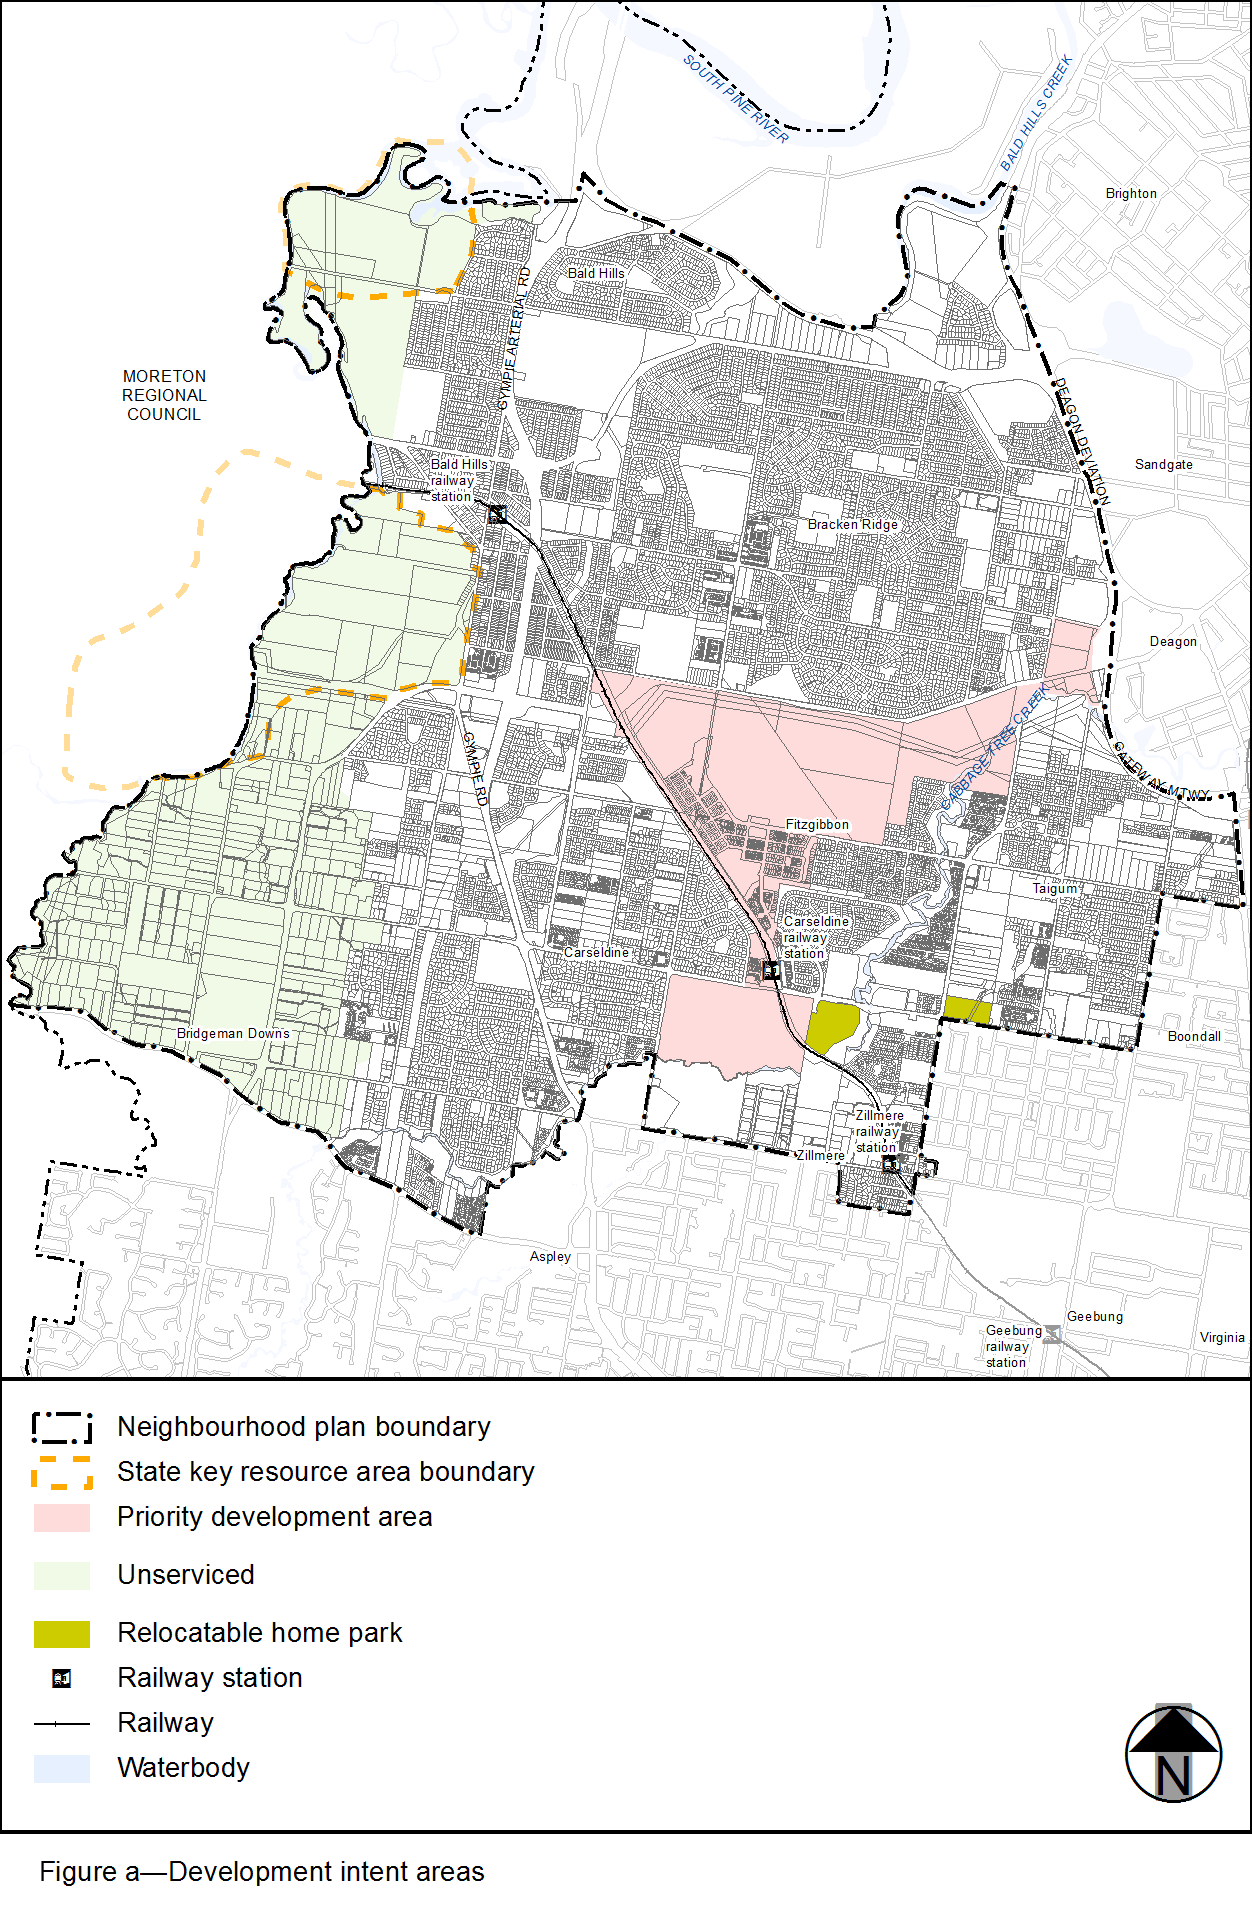 SOUTH PINE RIVER
BALD HILLS CREEK
Brighton
Bald Hills
GYMPIE ARTERIAL RD
MORETON
REGIONAL
COUNCIL
DEAGON DEVIATION
Bald Hills
railway
station
Sandgate
Bracken Ridge
Deagon
CABBAGE TREE CREEK
GYMPIE RD
GATEWAY MTWY
Fitzgibbon
Taigum
Carseldine
railway
station
Carseldine
Bridgeman Downs
Boondall
Zillmere
railway
station
Zillmere
Aspley
Geebung
Geebung
railway
station
Virginia
Neighbourhood plan boundary
State key resource area boundary
Priority development area
Unserviced
Relocatable home park
Railway station
Railway
Waterbody
N
Figure a—Development intent areas